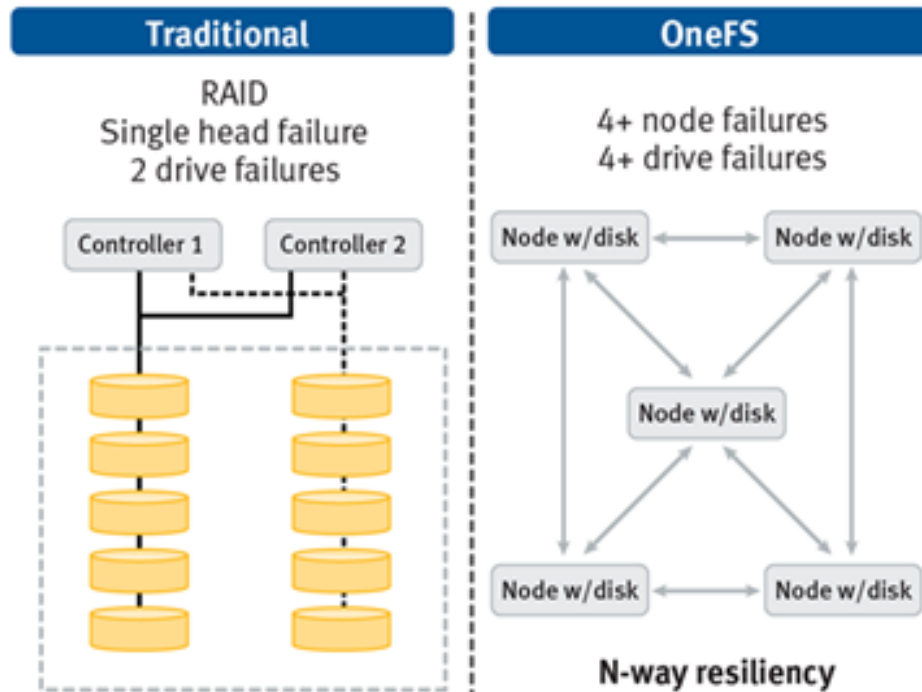 Traditional
RAID
Single head failure
2 drive failures
Controller 1
Controller 2
OneFS
4+ node failures
4+ drive failures
Node w/disk
Node w/disk
Node w/disk
Node w/disk
Node w/disk
N-way resiliency